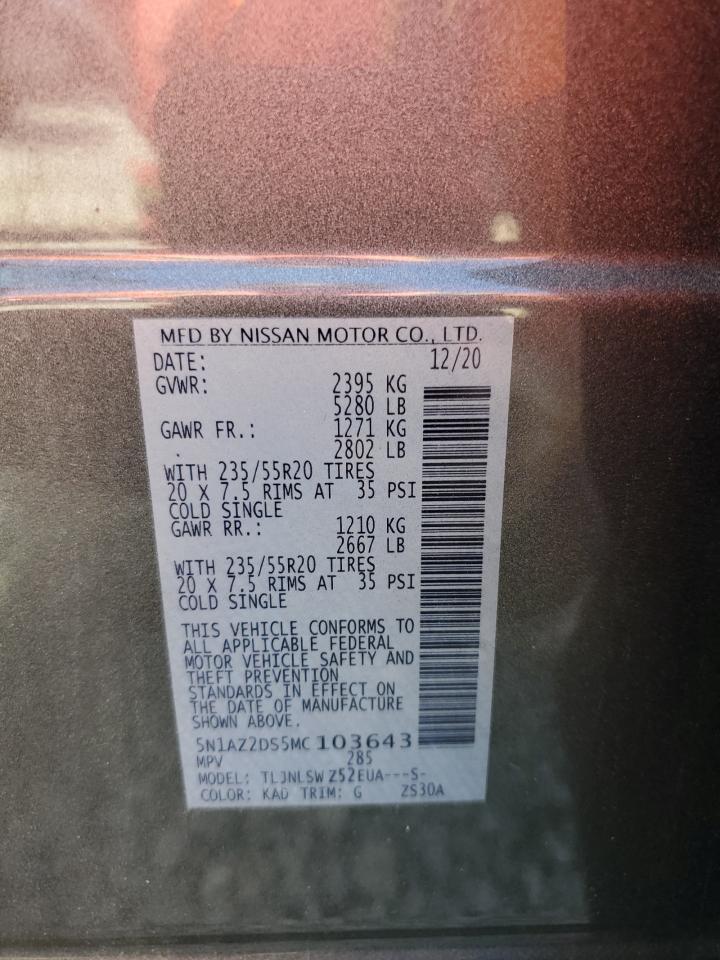 MFD BY NISSAN MOTOR CO., LTD.
DATE: 12/20
GVWR: 2395 KG
5280 LB
GAWR FR.: 1271 KG
2802 LB
WITH 235/55R20 TIRES
20 X 7.5 RIMS AT 35 PSI
COLD SINGLE
GAWR RR.: 1210 KG
2667 LB
WITH 235/55R20 TIRES
20 X 7.5 RIMS AT 35 PSI
COLD SINGLE
THIS VEHICLE CONFORMS TO
ALL APPLICABLE FEDERAL
MOTOR VEHICLE SAFETY AND
THEFT PREVENTION
STANDARDS IN EFFECT ON
THE DATE OF MANUFACTURE
SHOWN ABOVE.
5N1AZ2DS5MC103643
MPV 285
MODEL: TLJNLSW Z52EUA---S-
COLOR: KAD TRIM: G ZS30A